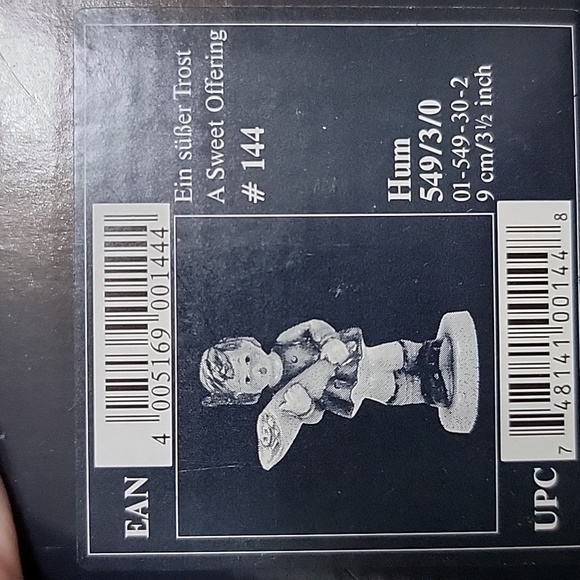 EAN
4 005169 001444
Ein süßer Trost
A Sweet Offering
# 144
Hum
549/3/0
01-549-30-2
9 cm/3½ inch
UPC
7 48141 00144 8